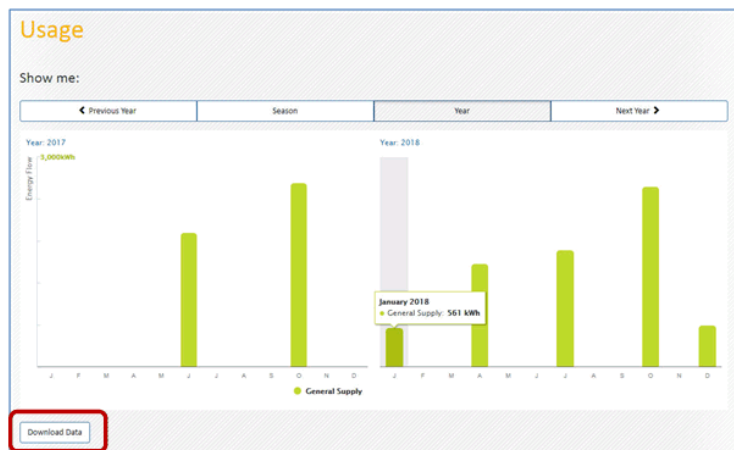 Usage
Show me:
Previous Year Season Year Next Year
Year: 2017 Year: 2018
3,000kWh
Energy Flow
January 2018
General Supply: 561 kWh
J F M A M J J A S O N D J F M A M J J A S O N D
General Supply
Download Data